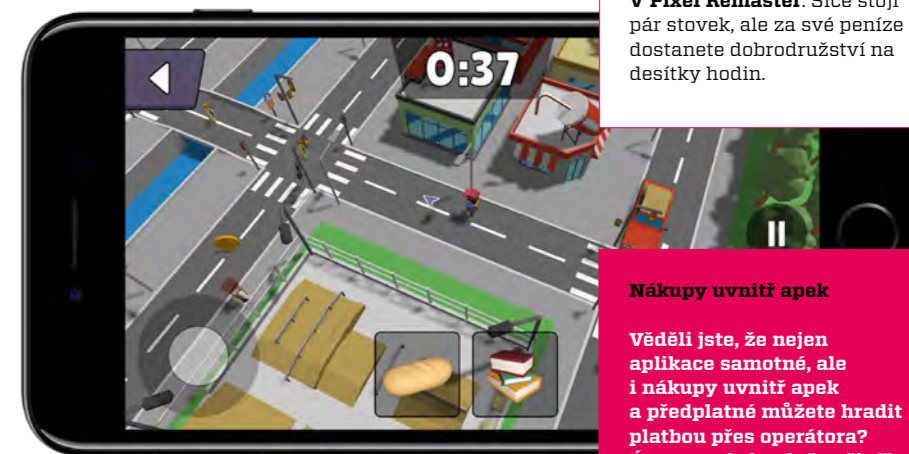 V Pixel Remaster. Sice stojí
pár stovek, ale za své peníze
dostanete dobrodružství na
desítky hodin.
0:37
Nákupy uvnitř apek
Věděli jste, že nejen
aplikace samotné, ale
i nákupy uvnitř apek
a předplatné můžete hradit
platbou přes operátora?